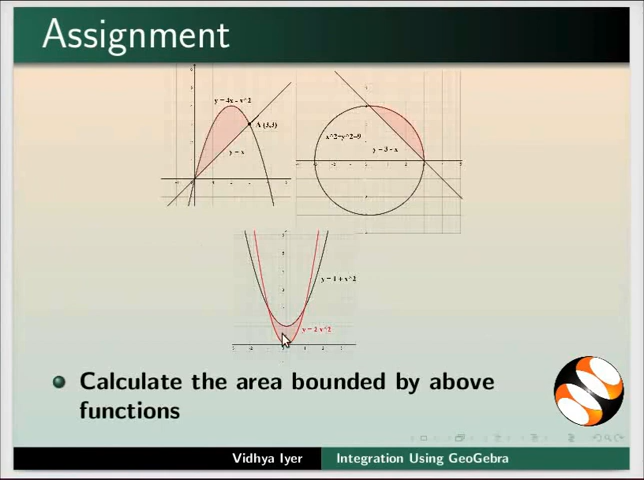 Assignment
y = 4x - x^2
A (3,3)
y = x
x^2+y^2=9
y = 3 - x
y = 1 + x^2
y = 2 x^2
Calculate the area bounded by above
functions
Vidhya Iyer
Integration Using GeoGebra